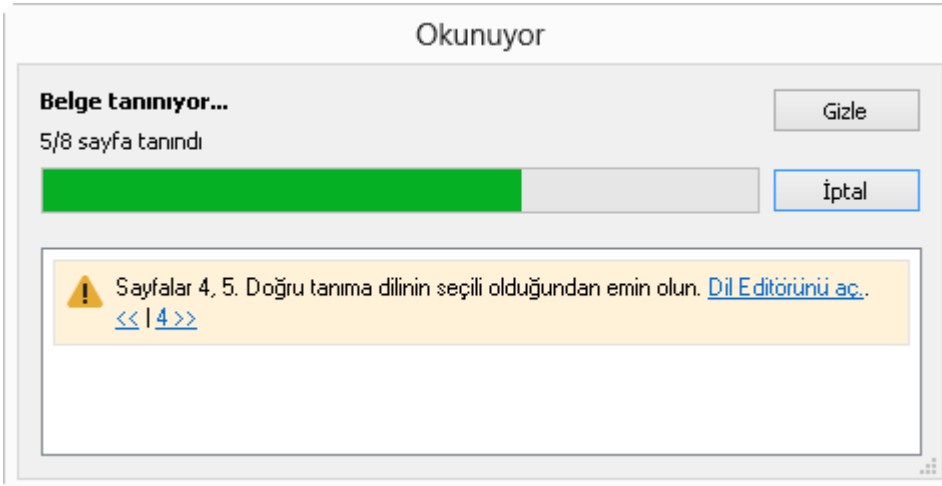 Okunuyor
Belge tanınıyor...
Gizle
5/8 sayfa tanındı
İptal
Sayfalar 4, 5. Doğru tanıma dilinin seçili olduğundan emin olun. Dil Editörünü aç..
<< | 4 >>